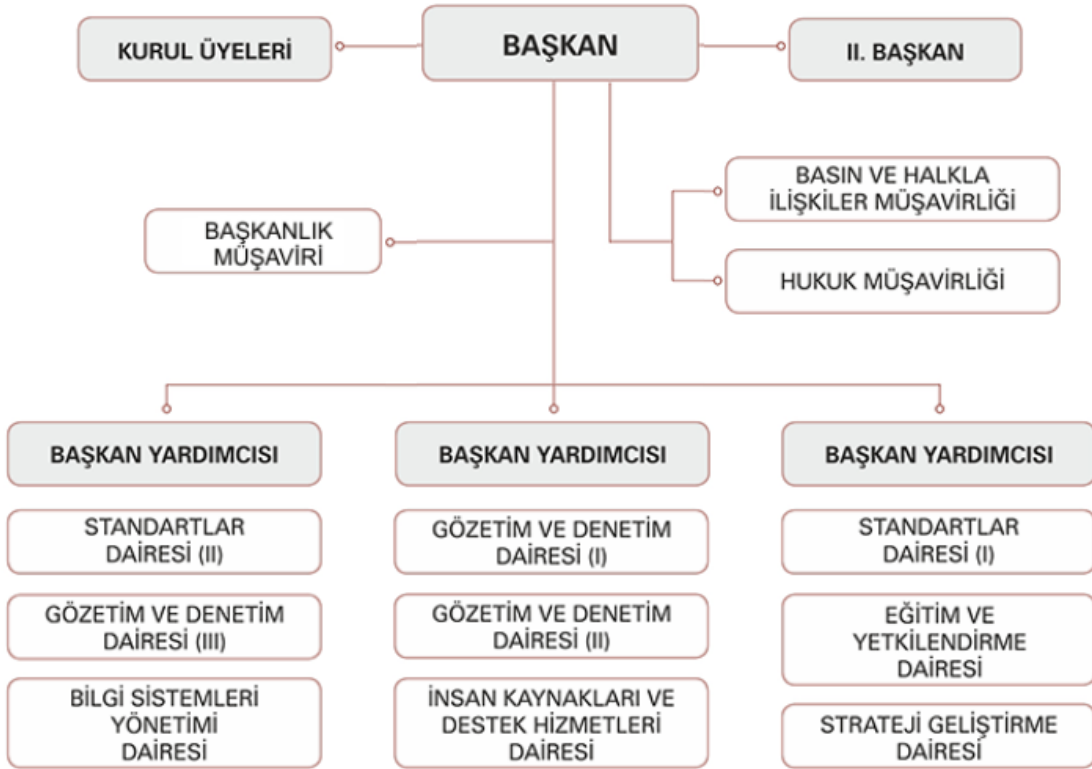 KURUL ÜYELERİ
BAŞKAN
II. BAŞKAN
BASIN VE HALKLA
İLİŞKİLER MÜŞAVİRLİĞİ
BAŞKANLIK
MÜŞAVİRİ
HUKUK MÜŞAVİRLİĞİ
BAŞKAN YARDIMCISI
STANDARTLAR
DAİRESİ (II)
GÖZETİM VE DENETİM
DAİRESİ (III)
BİLGİ SİSTEMLERİ
YÖNETİMİ
DAİRESİ
BAŞKAN YARDIMCISI
GÖZETİM VE DENETİM
DAİRESİ (I)
GÖZETİM VE DENETİM
DAİRESİ (II)
İNSAN KAYNAKLARI VE
DESTEK HİZMETLERİ
DAİRESİ
BAŞKAN YARDIMCISI
STANDARTLAR
DAİRESİ (I)
EĞİTİM VE
YETKİLENDİRME
DAİRESİ
STRATEJİ GELİŞTİRME
DAİRESİ